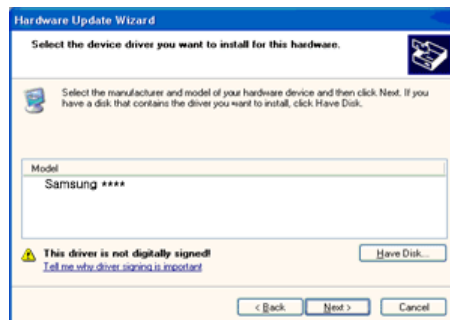 Hardware Update Wizard
Select the device driver you want to install for this hardware.
Select the manufacturer and model of your hardware device and then click Next. If you
have a disk that contains the driver you want to install, click Have Disk.
Model
Samsung ****
This driver is not digitally signed!
Tell me why driver signing is important
Have Disk...
< Back
Next >
Cancel